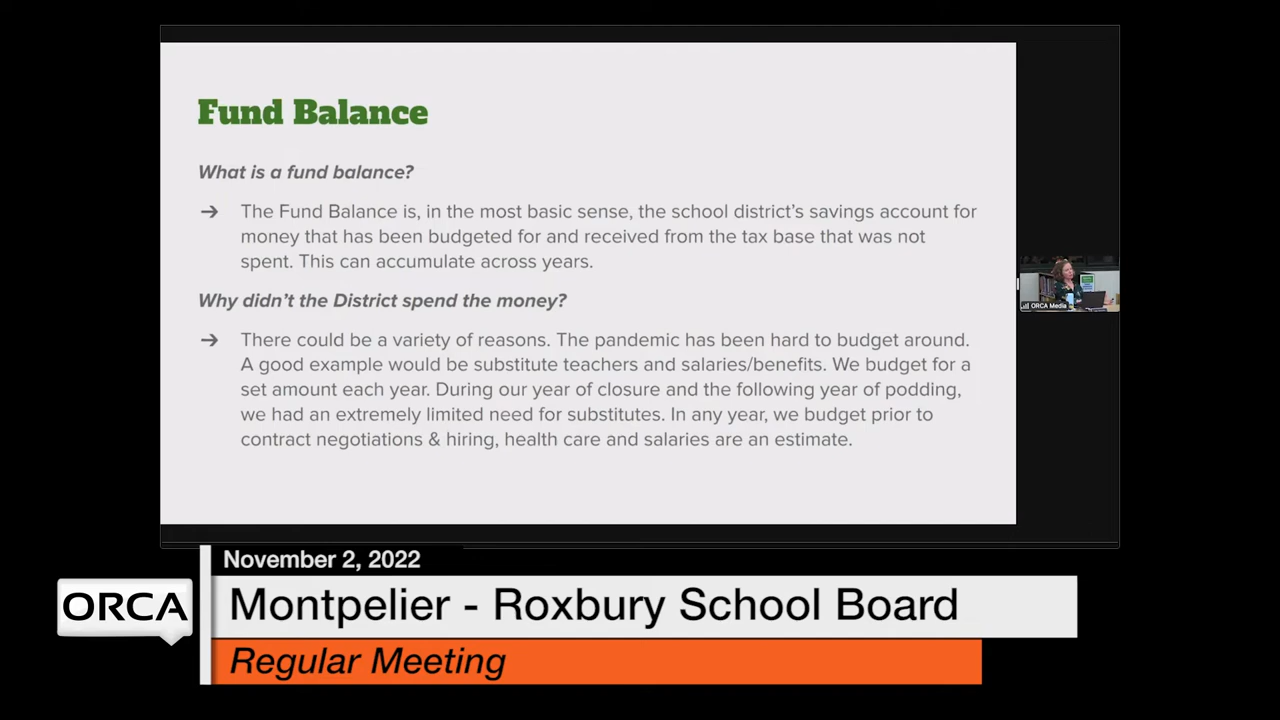 Fund Balance
What is a fund balance?
➔ The Fund Balance is, in the most basic sense, the school district's savings account for
money that has been budgeted for and received from the tax base that was not
spent. This can accumulate across years.
Why didn't the District spend the money?
➔ There could be a variety of reasons. The pandemic has been hard to budget around.
A good example would be substitute teachers and salaries/benefits. We budget for a
set amount each year. During our year of closure and the following year of podding,
we had an extremely limited need for substitutes. In any year, we budget prior to
contract negotiations & hiring, health care and salaries are an estimate.
ORCA Media
November 2, 2022
ORCA
Montpelier - Roxbury School Board
Regular Meeting